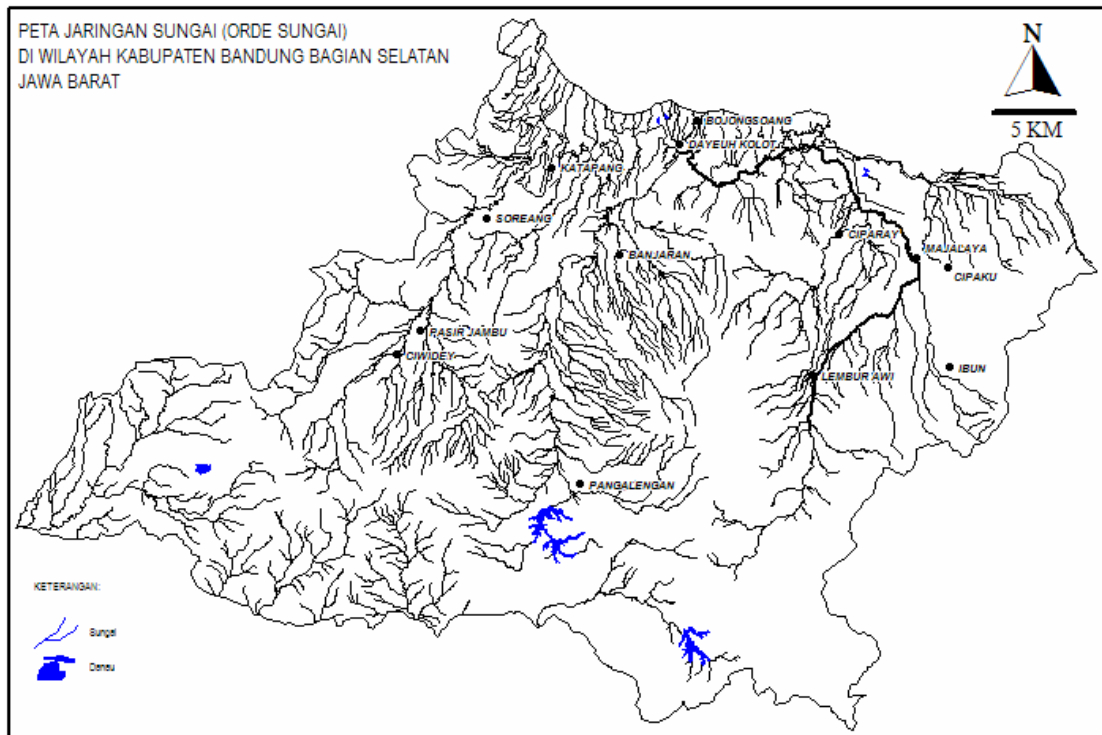 PETA JARINGAN SUNGAI (ORDE SUNGAI)
DI WILAYAH KABUPATEN BANDUNG BAGIAN SELATAN
JAWA BARAT
N
5 KM
BOJONGSOANG
DAYEUH KOLOT
KATAPANG
SOREANG
CIPARAY
BANJARAN
MAJALAYA
CIPAKU
PASIR JAMBU
CIWIDEY
IBUN
LEMBUR AWI
PANGALENGAN
KETERANGAN:
Sungai
Danau